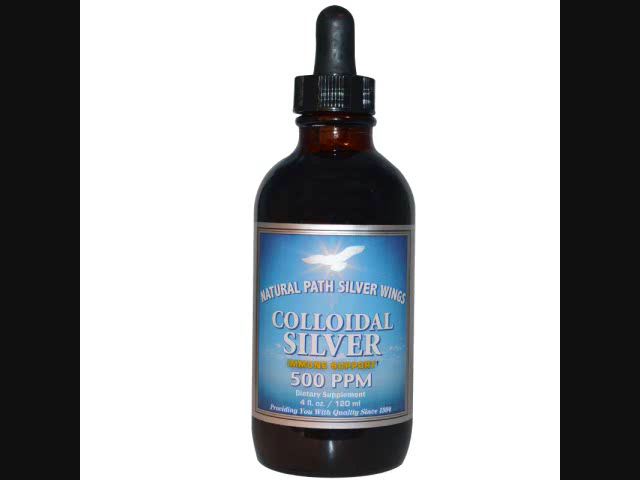 NATURAL PATH SILVER WINGS
COLLOIDAL
SILVER
IMMUNE SUPPORT†
500 PPM
Dietary Supplement
4 fl. oz. / 120 ml
Providing You With Quality Since 1994